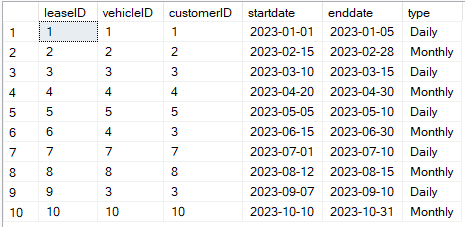 leaseID vehicleID customerID startdate enddate type
1 1 1 1 2023-01-01 2023-01-05 Daily
2 2 2 2 2023-02-15 2023-02-28 Monthly
3 3 3 3 2023-03-10 2023-03-15 Daily
4 4 4 4 2023-04-20 2023-04-30 Monthly
5 5 5 5 2023-05-05 2023-05-10 Daily
6 6 4 3 2023-06-15 2023-06-30 Monthly
7 7 7 7 2023-07-01 2023-07-10 Daily
8 8 8 8 2023-08-12 2023-08-15 Monthly
9 9 3 3 2023-09-07 2023-09-10 Daily
10 10 10 10 2023-10-10 2023-10-31 Monthly